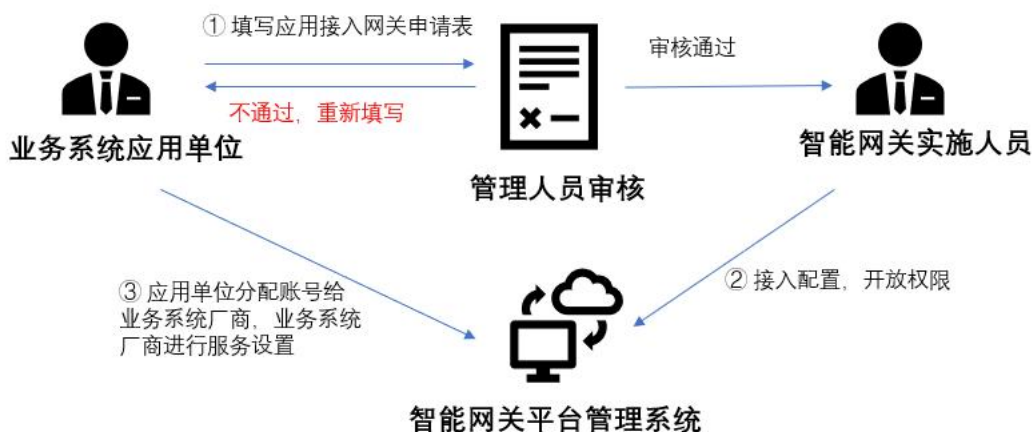 ① 填写应用接入网关申请表
审核通过
不通过，重新填写
业务系统应用单位
智能网关实施人员
管理人员审核
② 接入配置，开放权限
③ 应用单位分配账号给
业务系统厂商，业务系统
厂商进行服务设置
智能网关平台管理系统